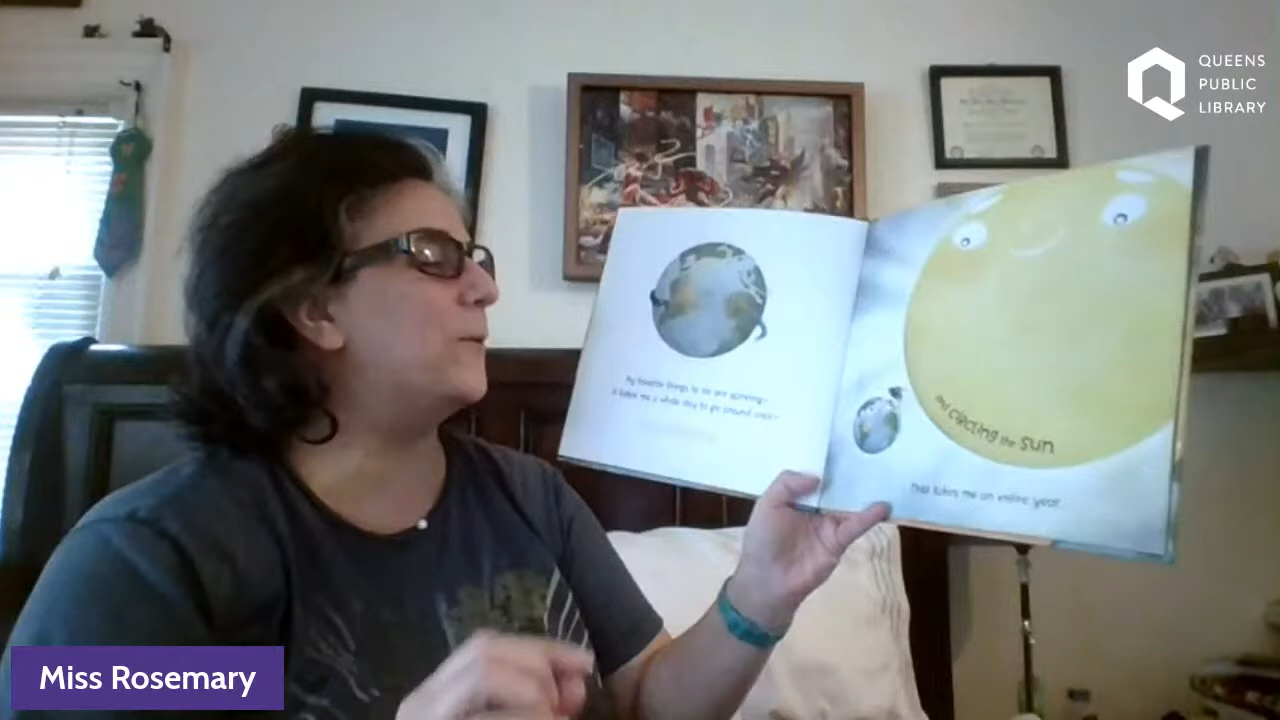 QUEENS
PUBLIC
LIBRARY
My favorite things to do are spinning—
it takes me a whole day to go around once—
and circling the sun.
That takes me an entire year.
Miss Rosemary